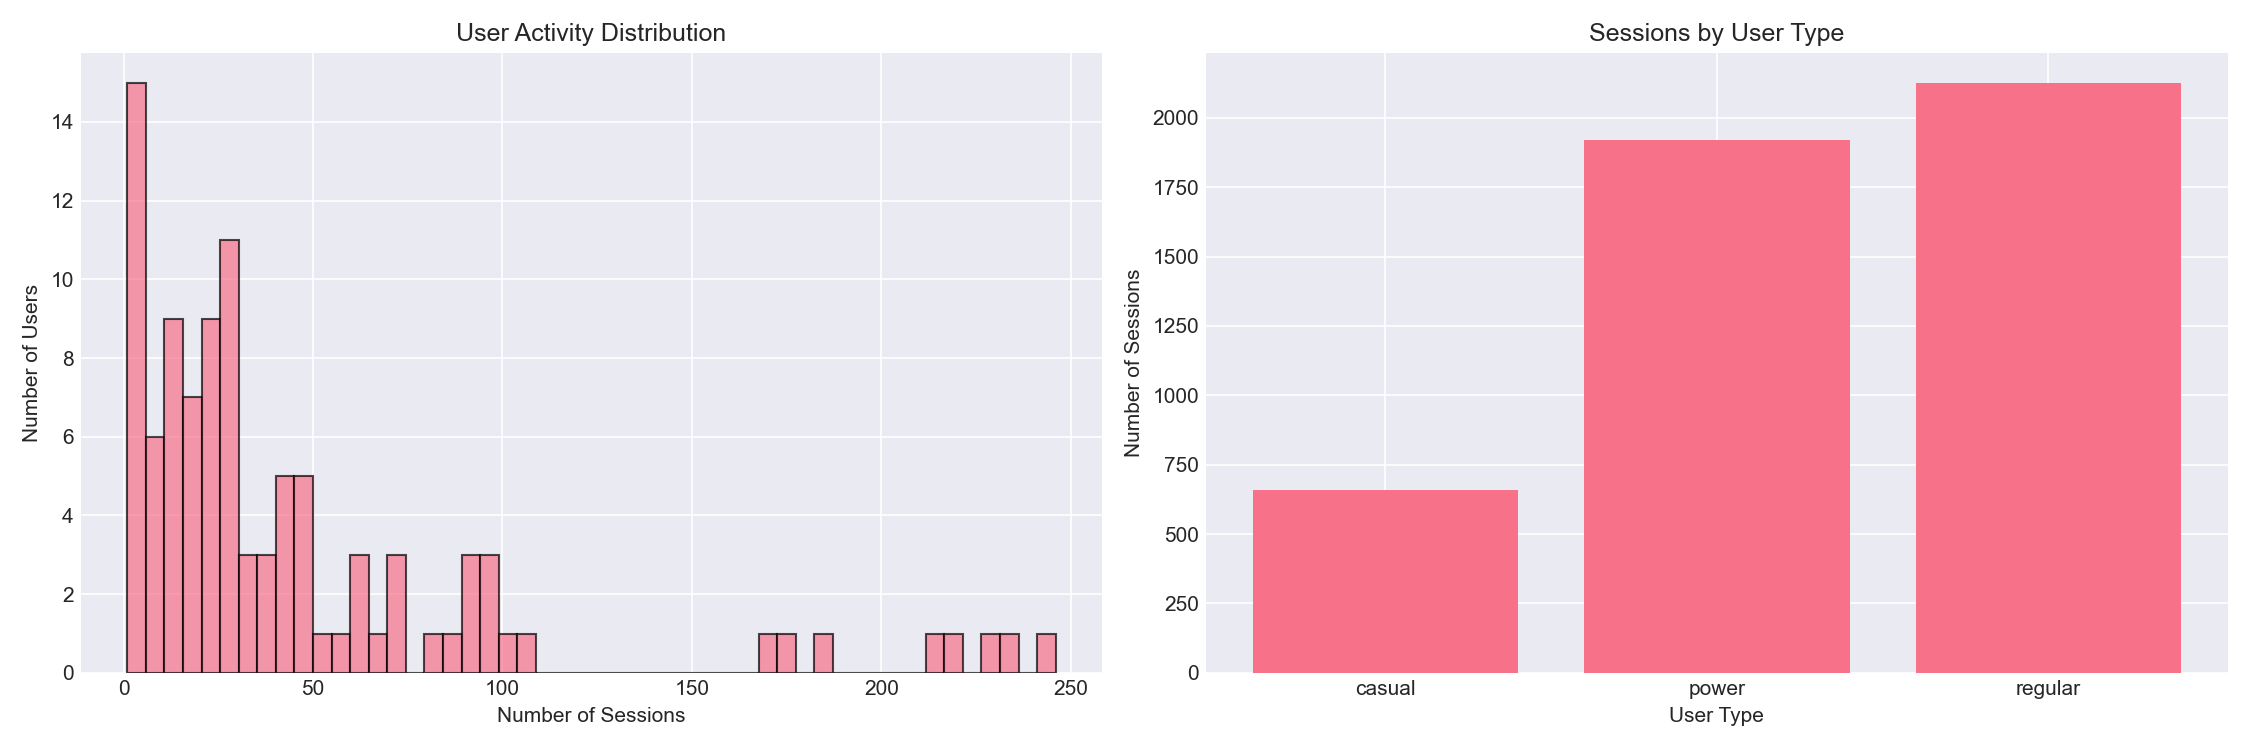 User Activity Distribution
Number of Users
14
12
10
8
6
4
2
0
0 50 100 150 200 250
Number of Sessions
Sessions by User Type
Number of Sessions
2000
1750
1500
1250
1000
750
500
250
0
casual power regular
User Type